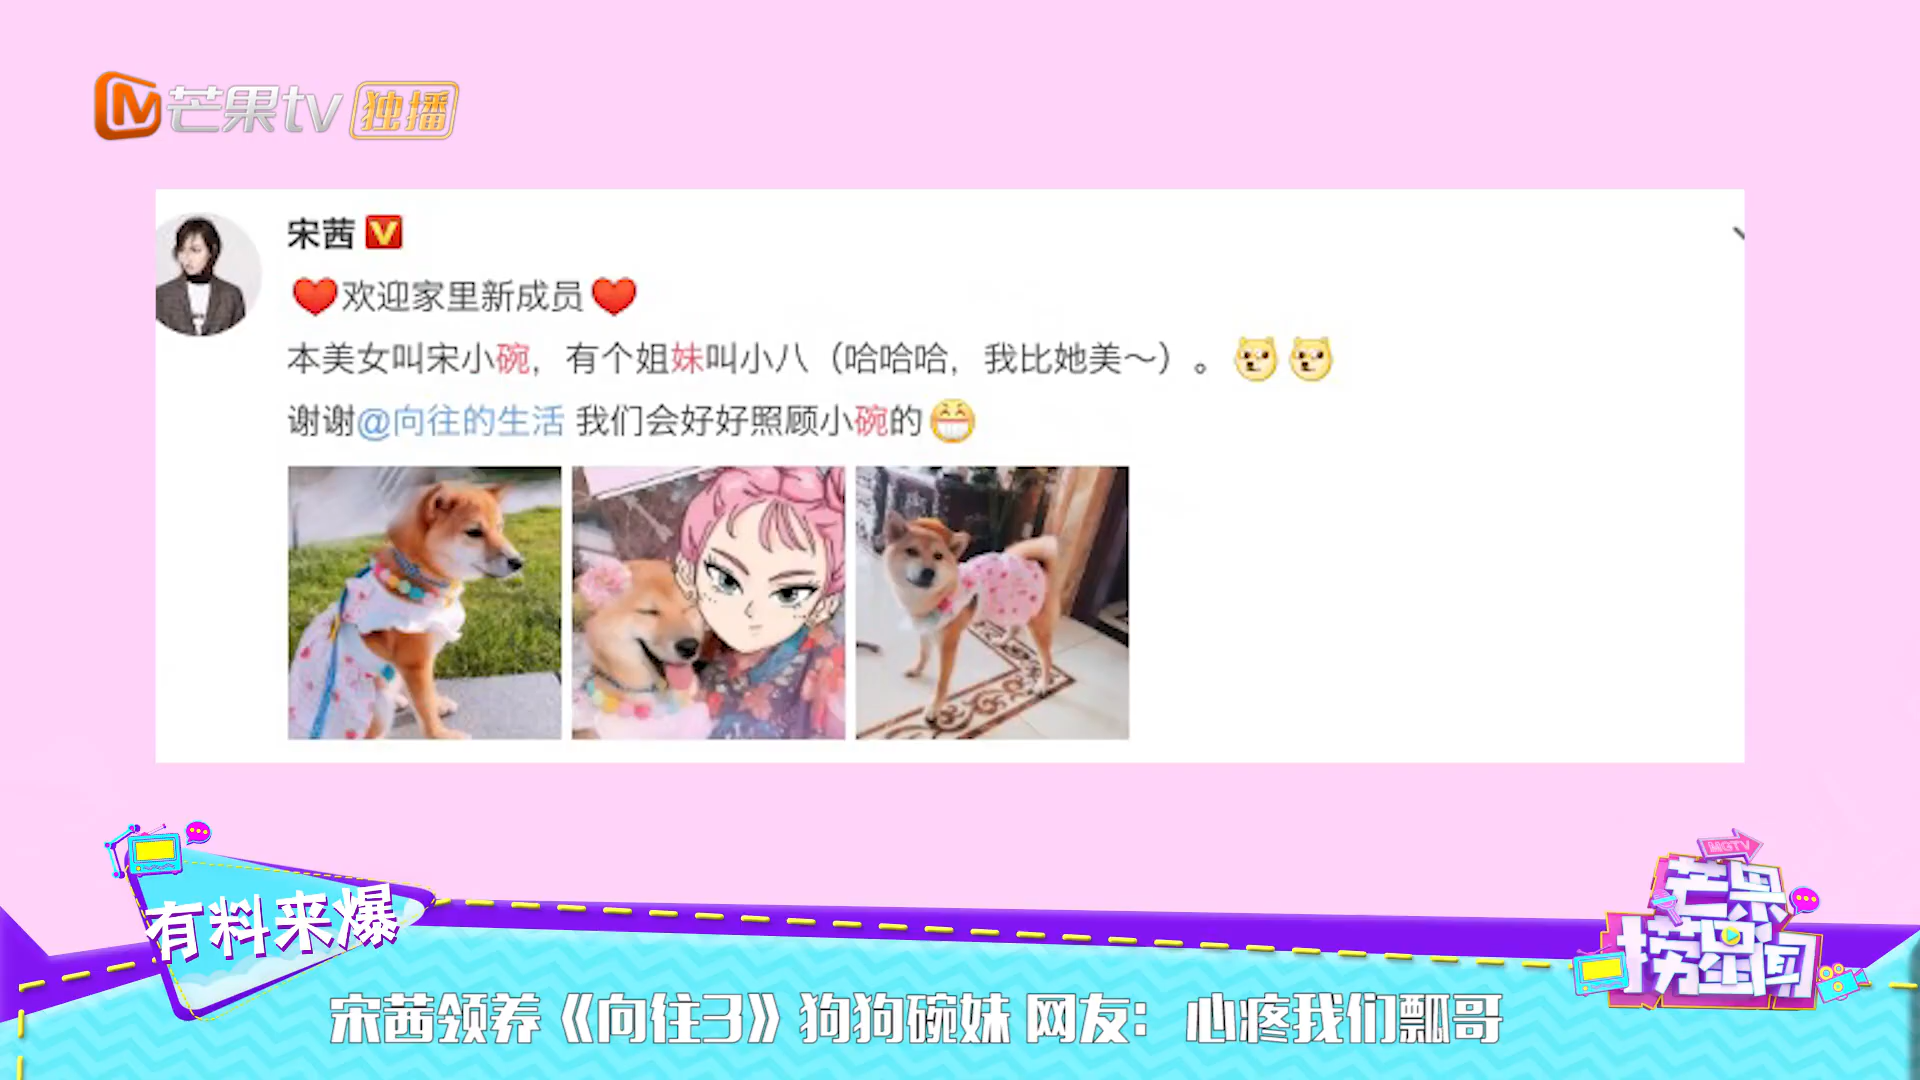 芒果tv 独播
宋茜
欢迎家里新成员
本美女叫宋小碗，有个姐妹叫小八（哈哈哈，我比她美～）。
谢谢@向往的生活 我们会好好照顾小碗的
有料来爆
MGTV
芒果
捞星闻
宋茜领养《向往3》狗狗碗妹 网友：心疼我们瓢哥